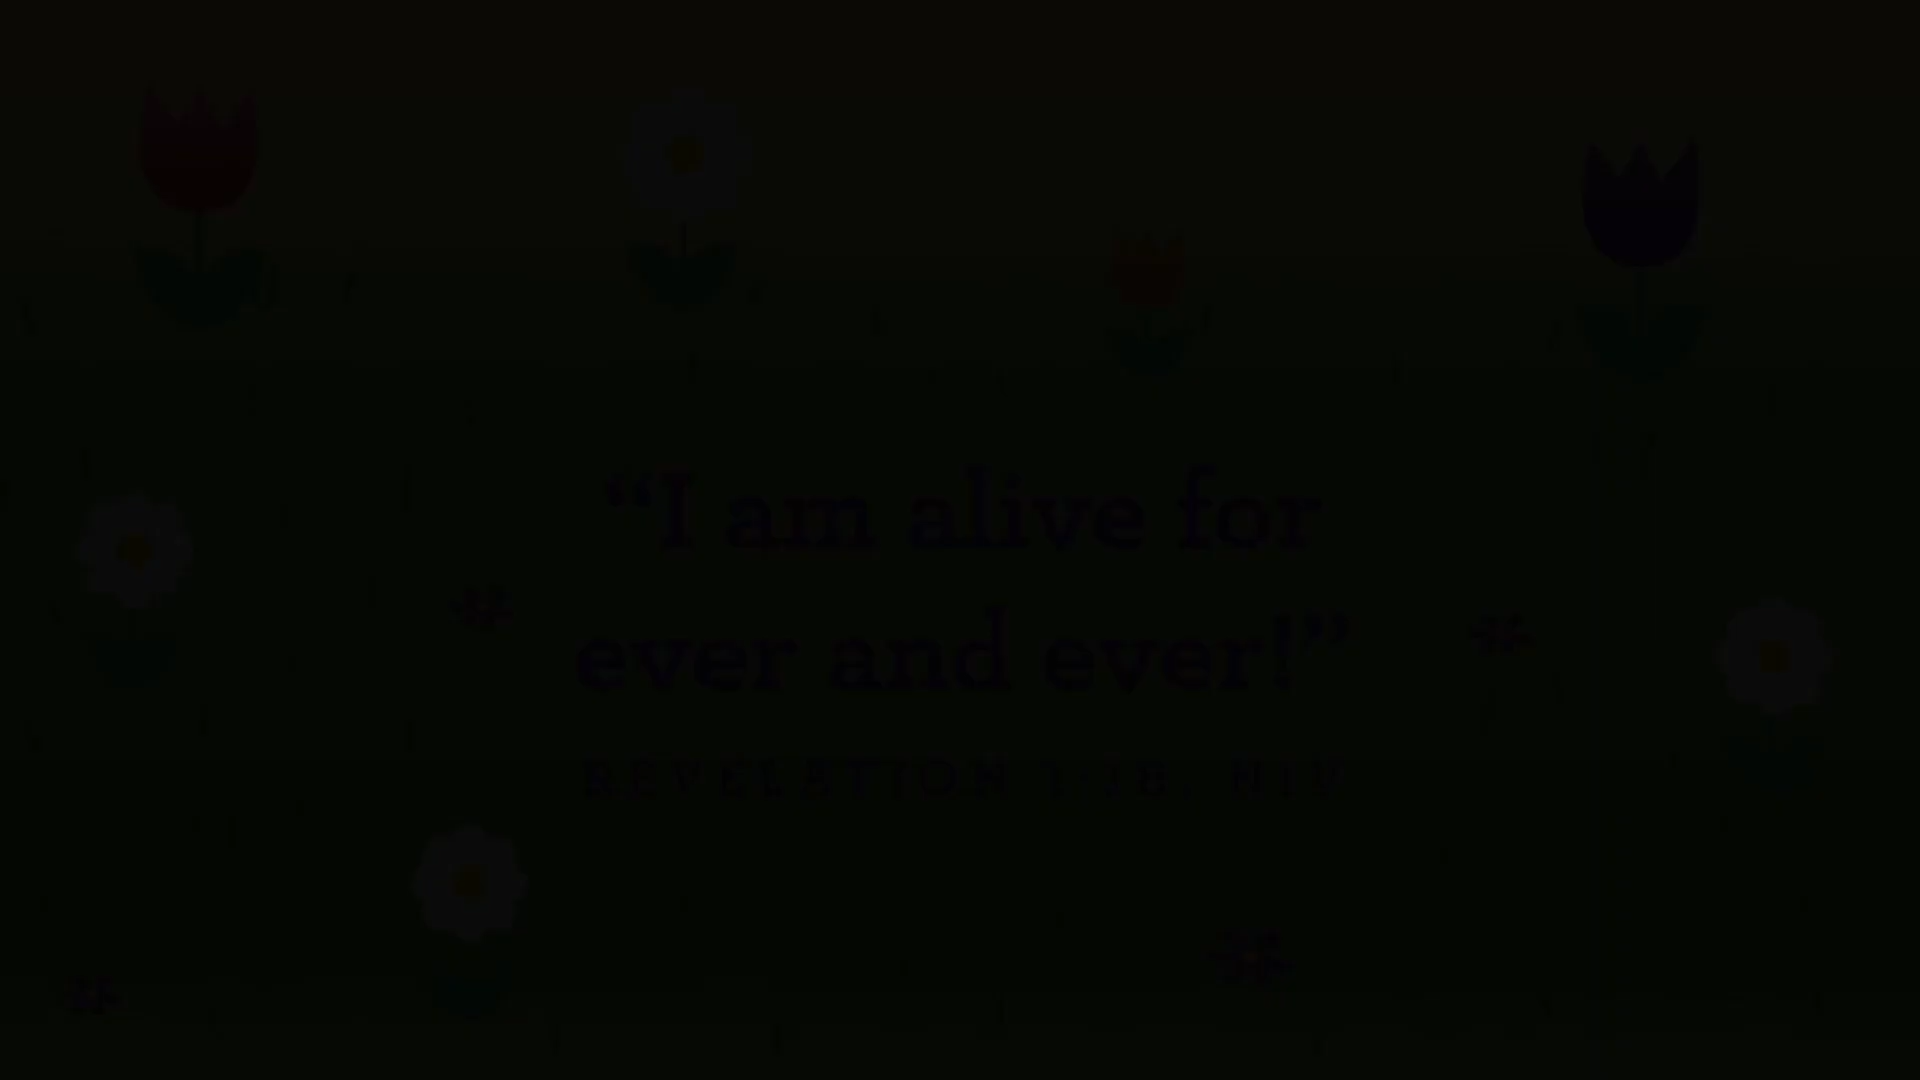 “I am alive for
ever and ever!”
REVELATION 1:18, NIV